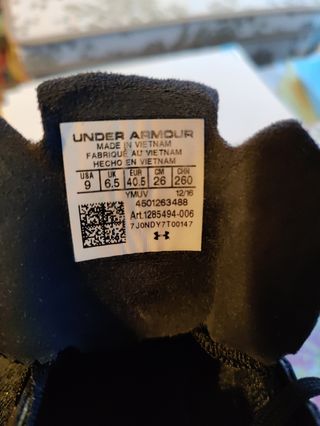 UNDER ARMOUR
MADE IN VIETNAM
FABRIQUÉ AU VIETNAM
HECHO EN VIETNAM
USA UK EUR CM CHN
9 6.5 40.5 26 260
YMUV 12/16
4501263488
Art.1285494-006
7J0NDY7T00147